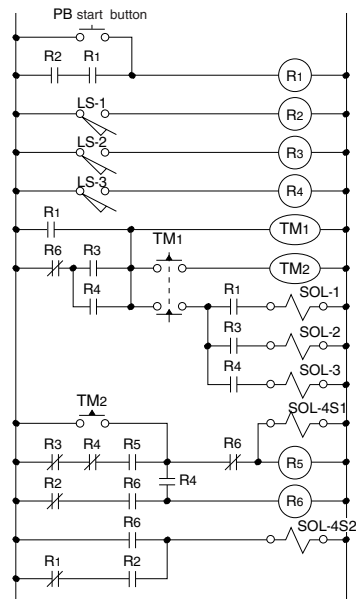 PB start button
R2 R1
R1
LS-1
R2
LS-2
R3
LS-3
R4
R1
TM1
TM1
R6 R3
TM2
R4
R1
SOL-1
R3
SOL-2
R4
SOL-3
TM2
SOL-4S1
R3 R4 R5
R6
R5
R4
R2 R6
R6
R6
SOL-4S2
R1 R2